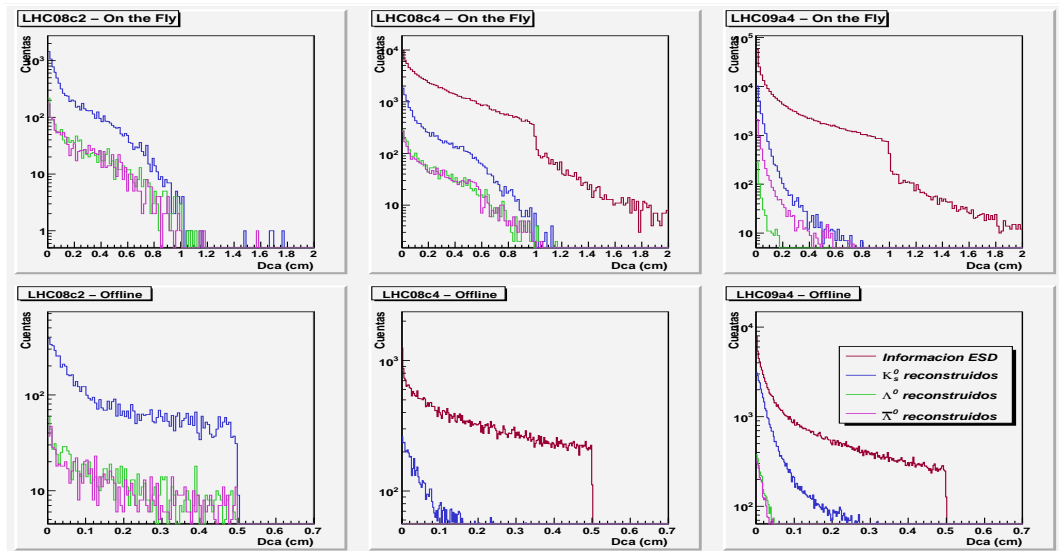 LHC08c2 – On the Fly
Cuentas
10³
10²
10
1
0 0.2 0.4 0.6 0.8 1 1.2 1.4 1.6 1.8 2
Dca (cm)
LHC08c4 – On the Fly
Cuentas
10⁴
10³
10²
10
0 0.2 0.4 0.6 0.8 1 1.2 1.4 1.6 1.8 2
Dca (cm)
LHC09a4 – On the Fly
Cuentas
10⁵
10⁴
10³
10²
10
0 0.2 0.4 0.6 0.8 1 1.2 1.4 1.6 1.8 2
Dca (cm)
LHC08c2 – Offline
Cuentas
10²
10
0 0.1 0.2 0.3 0.4 0.5 0.6 0.7
Dca (cm)
LHC08c4 – Offline
Cuentas
10³
10²
0 0.1 0.2 0.3 0.4 0.5 0.6 0.7
Dca (cm)
LHC09a4 – Offline
Cuentas
10⁴
10³
10²
Informacion ESD
K⁰ₛ reconstruidos
Λ⁰ reconstruidos
Λ̅⁰ reconstruidos
0 0.1 0.2 0.3 0.4 0.5 0.6 0.7
Dca (cm)